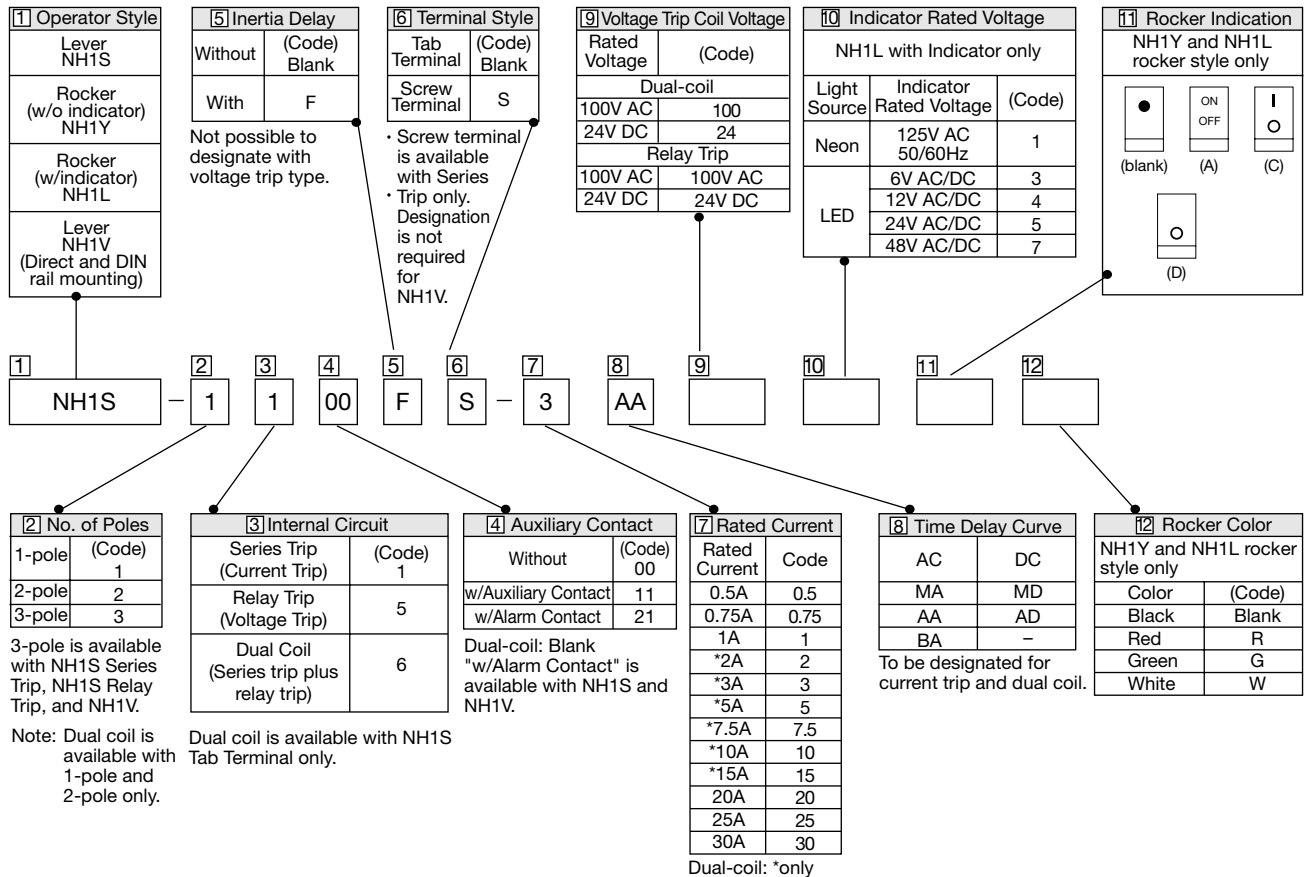 1 Operator Style
Lever
NH1S
Rocker
(w/o indicator)
NH1Y
Rocker
(w/indicator)
NH1L
Lever
NH1V
(Direct and DIN
rail mounting)
5 Inertia Delay
Without (Code) Blank
With F
Not possible to
designate with
voltage trip type.
6 Terminal Style
Tab Terminal (Code) Blank
Screw Terminal S
・Screw terminal
is available
with Series
・Trip only.
Designation
is not
required
for
NH1V.
9 Voltage Trip Coil Voltage
Rated Voltage (Code)
Dual-coil
100V AC 100
24V DC 24
Relay Trip
100V AC 100V AC
24V DC 24V DC
10 Indicator Rated Voltage
NH1L with Indicator only
Light Source Indicator Rated Voltage (Code)
Neon 125V AC 50/60Hz 1
LED 6V AC/DC 3
12V AC/DC 4
24V AC/DC 5
48V AC/DC 7
11 Rocker Indication
NH1Y and NH1L
rocker style only
ON
OFF
I
O
(blank) (A) (C)
O
(D)
1 2 3 4 5 6 7 8 9 10 11 12
NH1S – 1 1 00 F S – 3 AA
2 No. of Poles
1-pole (Code) 1
2-pole 2
3-pole 3
3-pole is available
with NH1S Series
Trip, NH1S Relay
Trip, and NH1V.
Note: Dual coil is
available with
1-pole and
2-pole only.
3 Internal Circuit
Series Trip (Current Trip) (Code) 1
Relay Trip (Voltage Trip) 5
Dual Coil (Series trip plus relay trip) 6
Dual coil is available with NH1S
Tab Terminal only.
4 Auxiliary Contact
Without (Code) 00
w/Auxiliary Contact 11
w/Alarm Contact 21
Dual-coil: Blank
"w/Alarm Contact" is
available with NH1S and
NH1V.
7 Rated Current
Rated Current Code
0.5A 0.5
0.75A 0.75
1A 1
*2A 2
*3A 3
*5A 5
*7.5A 7.5
*10A 10
*15A 15
20A 20
25A 25
30A 30
Dual-coil: *only
8 Time Delay Curve
AC DC
MA MD
AA AD
BA –
To be designated for
current trip and dual coil.
12 Rocker Color
NH1Y and NH1L rocker
style only
Color (Code)
Black Blank
Red R
Green G
White W